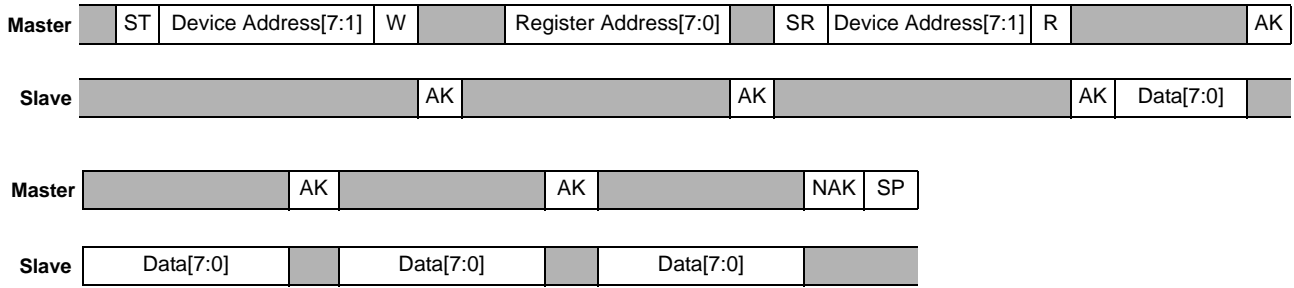 Master ST Device Address[7:1] W Register Address[7:0] SR Device Address[7:1] R AK
Slave AK AK AK Data[7:0]
Master AK AK NAK SP
Slave Data[7:0] Data[7:0] Data[7:0]